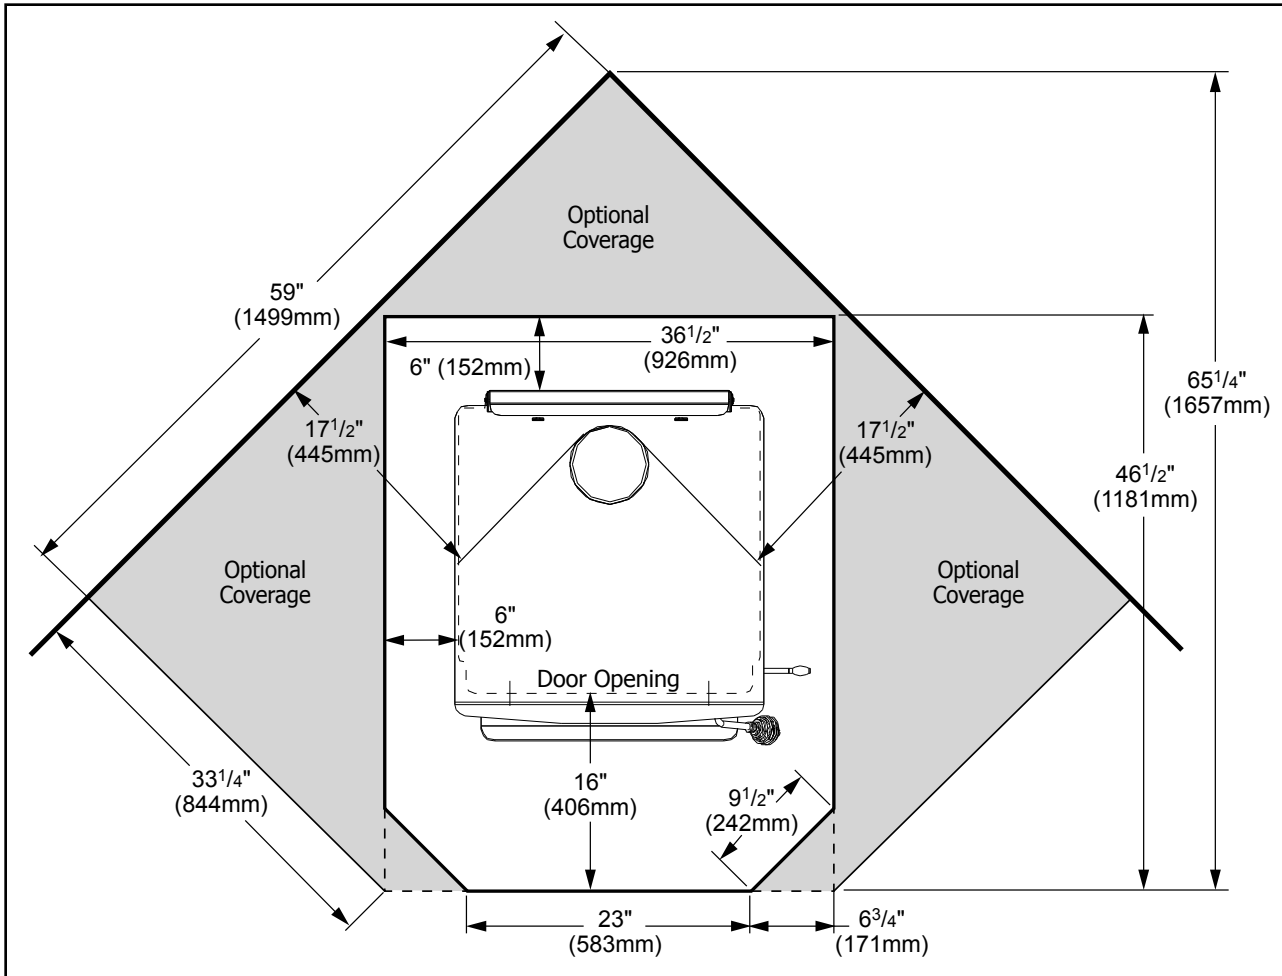 Optional
Coverage
59"
(1499mm)
36 1/2"
(926mm)
6" (152mm)
65 1/4"
(1657mm)
17 1/2"
(445mm)
17 1/2"
(445mm)
46 1/2"
(1181mm)
Optional
Coverage
Optional
Coverage
6"
(152mm)
Door Opening
33 1/4"
(844mm)
16"
(406mm)
9 1/2"
(242mm)
23"
(583mm)
6 3/4"
(171mm)